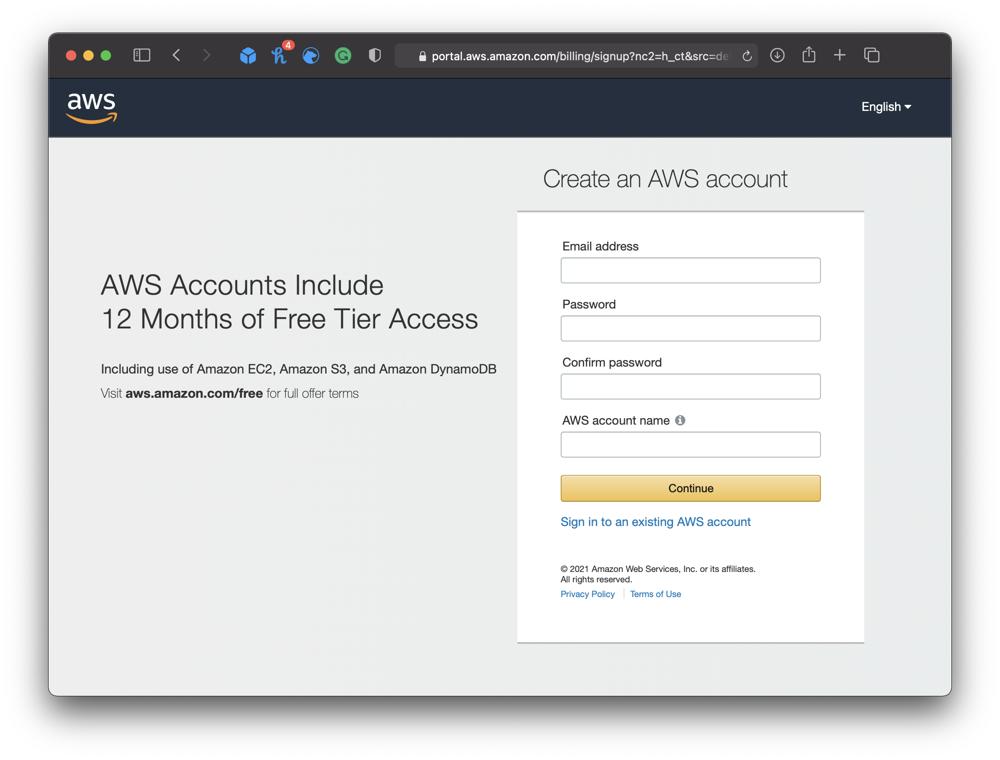 4
portal.aws.amazon.com/billing/signup?nc2=h_ct&src=de
aws
English
Create an AWS account
AWS Accounts Include
12 Months of Free Tier Access
Including use of Amazon EC2, Amazon S3, and Amazon DynamoDB
Visit aws.amazon.com/free for full offer terms
Email address
Password
Confirm password
AWS account name
Continue
Sign in to an existing AWS account
© 2021 Amazon Web Services, Inc. or its affiliates.
All rights reserved.
Privacy Policy | Terms of Use